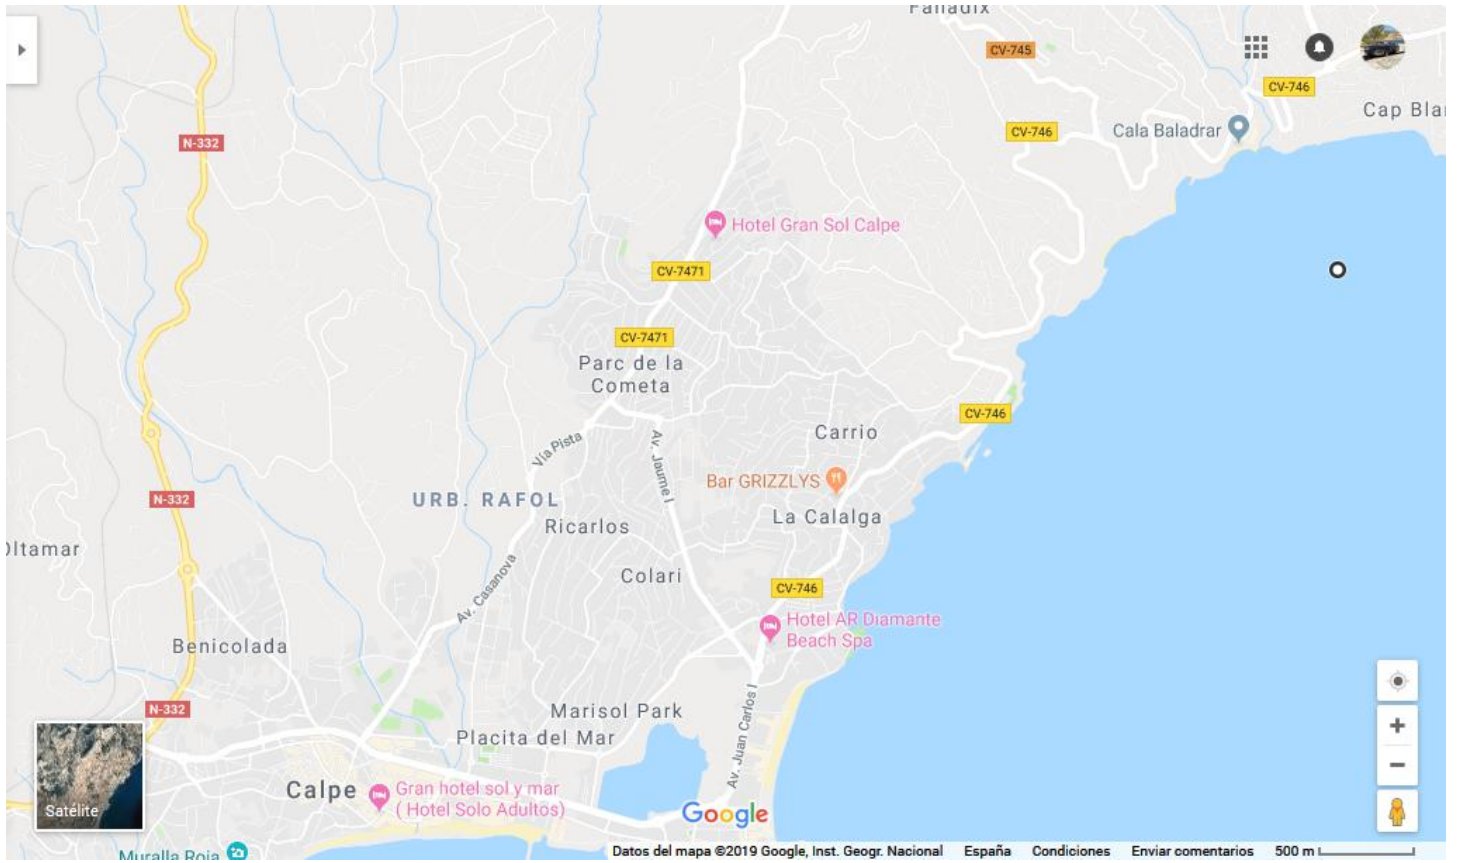 Fanadix
CV-745
CV-746
Cap Bla
CV-746
Cala Baladrar
N-332
Hotel Gran Sol Calpe
CV-7471
CV-7471
Parc de la
Cometa
CV-746
Carrio
Vía Pista
Av. Jaume I
Bar GRIZZLYS
N-332
URB. RAFOL
La Calalga
Ricarlos
Oltamar
Colari
CV-746
Av. Casanova
Hotel AR Diamante
Beach Spa
Benicolada
N-332
Marisol Park
Placita del Mar
Av. Juan Carlos I
Calpe
Gran hotel sol y mar
( Hotel Solo Adultos)
Satélite
Google
Muralla Roja
Datos del mapa ©2019 Google, Inst. Geogr. Nacional España Condiciones Enviar comentarios 500 m